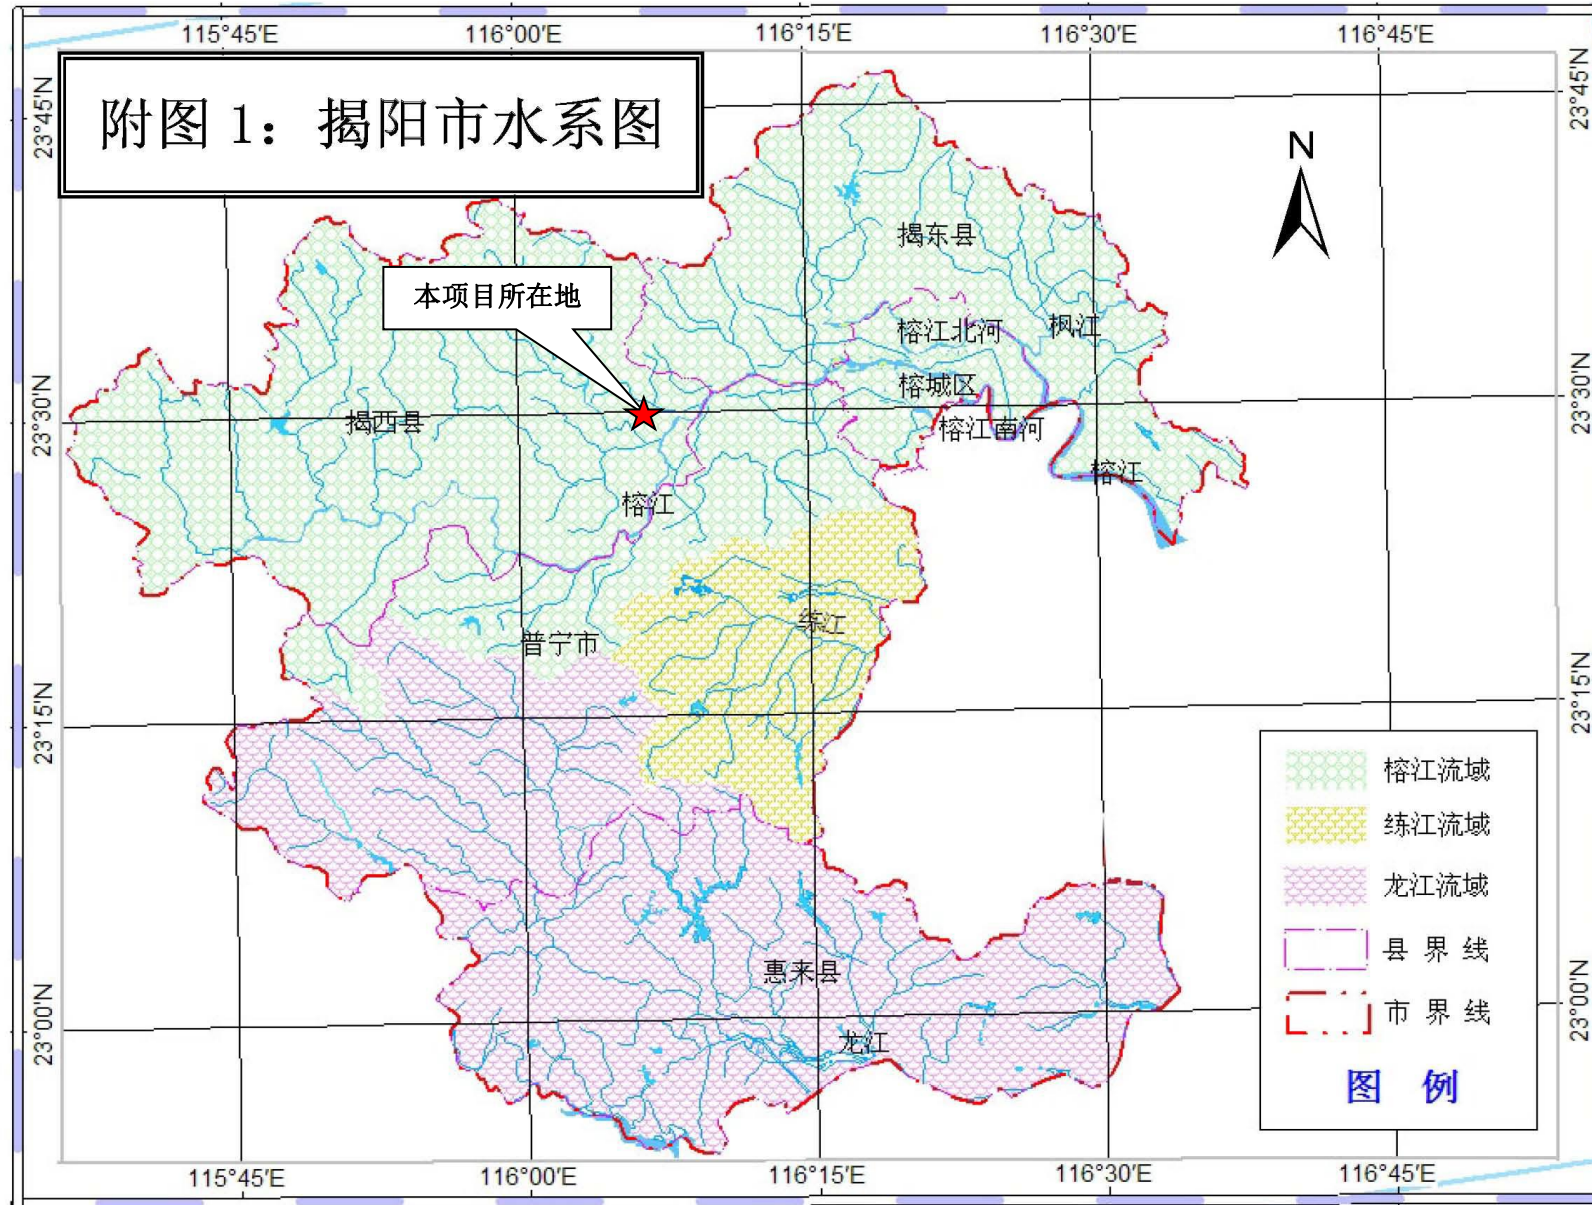 115°45′E 116°00′E 116°15′E 116°30′E 116°45′E
附图 1：揭阳市水系图
23°45′N
23°45′N
N
揭东县
本项目所在地
榕江北河
枫江
榕城区
23°30′N
23°30′N
揭西县
榕江南河
榕江
榕江
练江
普宁市
23°15′N
23°15′N
榕江流域
练江流域
龙江流域
县 界 线
市 界 线
图 例
惠来县
23°00′N
23°00′N
龙江
115°45′E 116°00′E 116°15′E 116°30′E 116°45′E